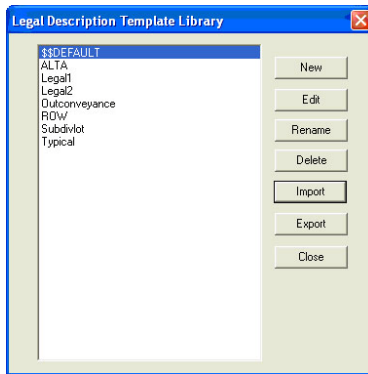 Legal Description Template Library
$$DEFAULT
ALTA
Legal1
Legal2
Outconveyance
ROW
Subdivlot
Typical
New
Edit
Rename
Delete
Import
Export
Close